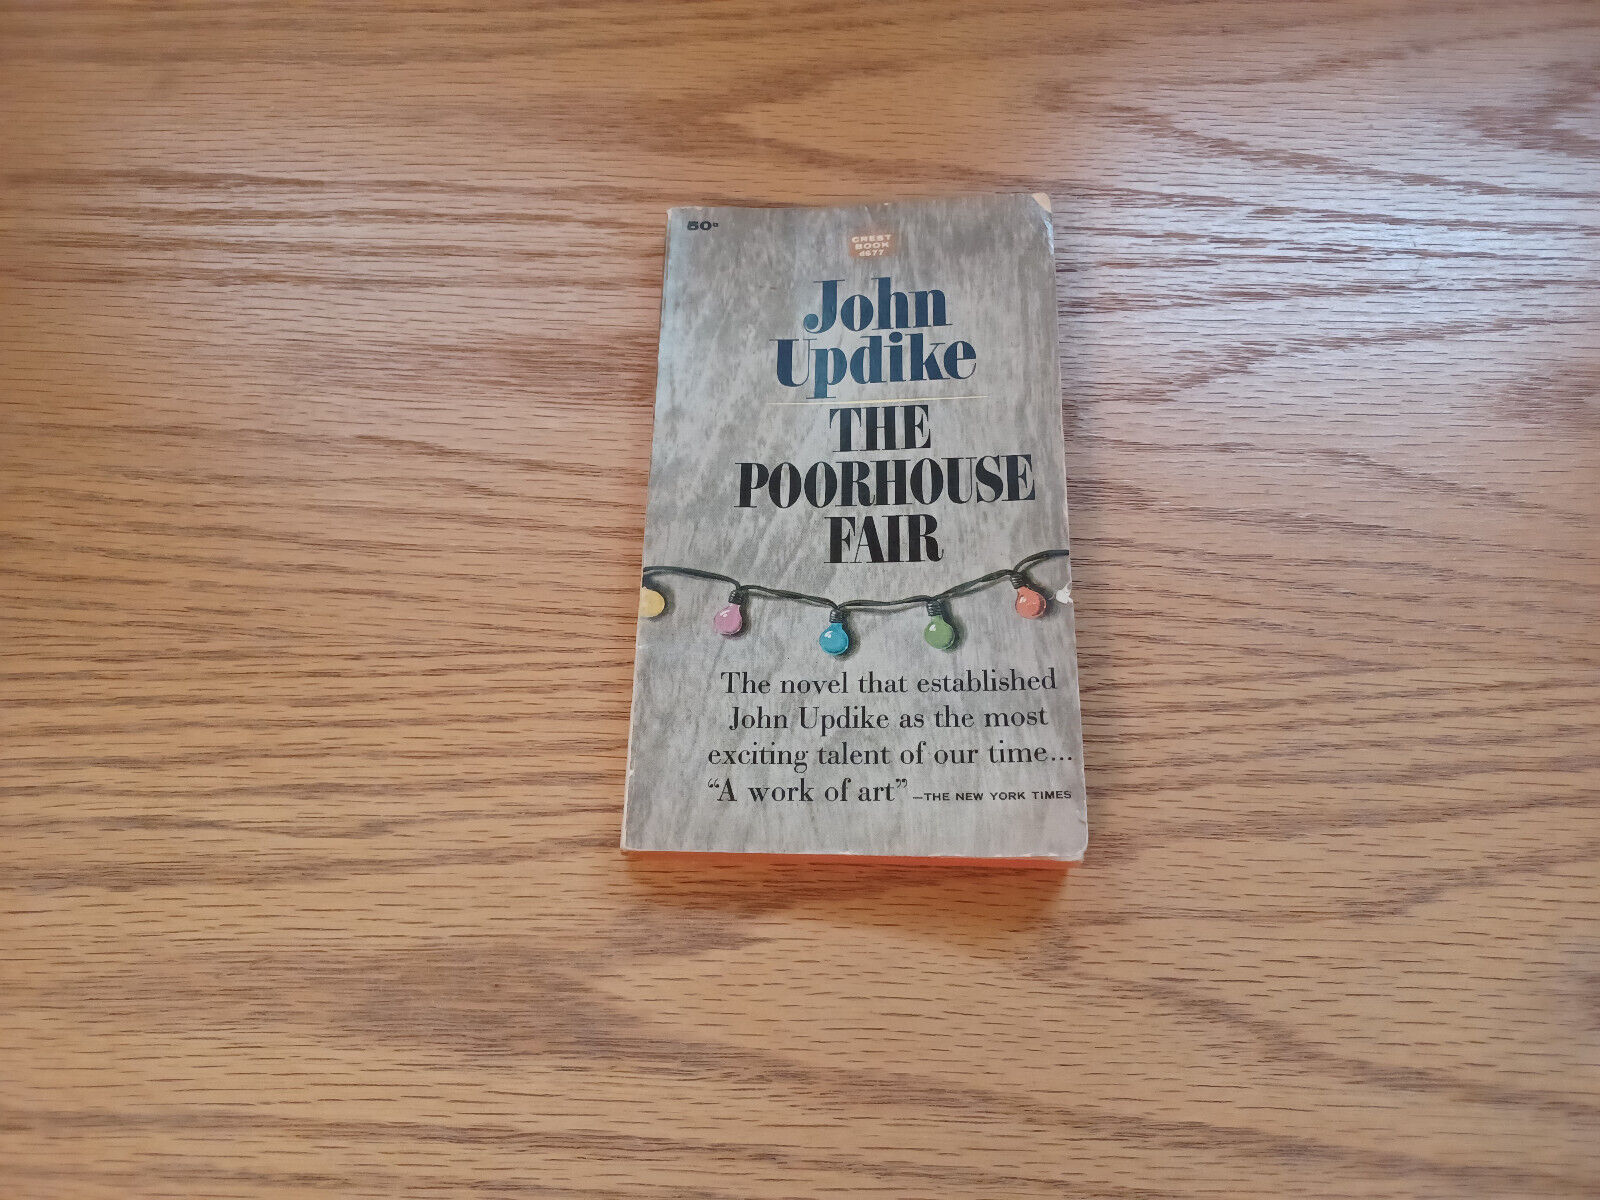 50¢
CREST
BOOK
d677
John
Updike
THE
POORHOUSE
FAIR
The novel that established
John Updike as the most
exciting talent of our time...
“A work of art” —THE NEW YORK TIMES